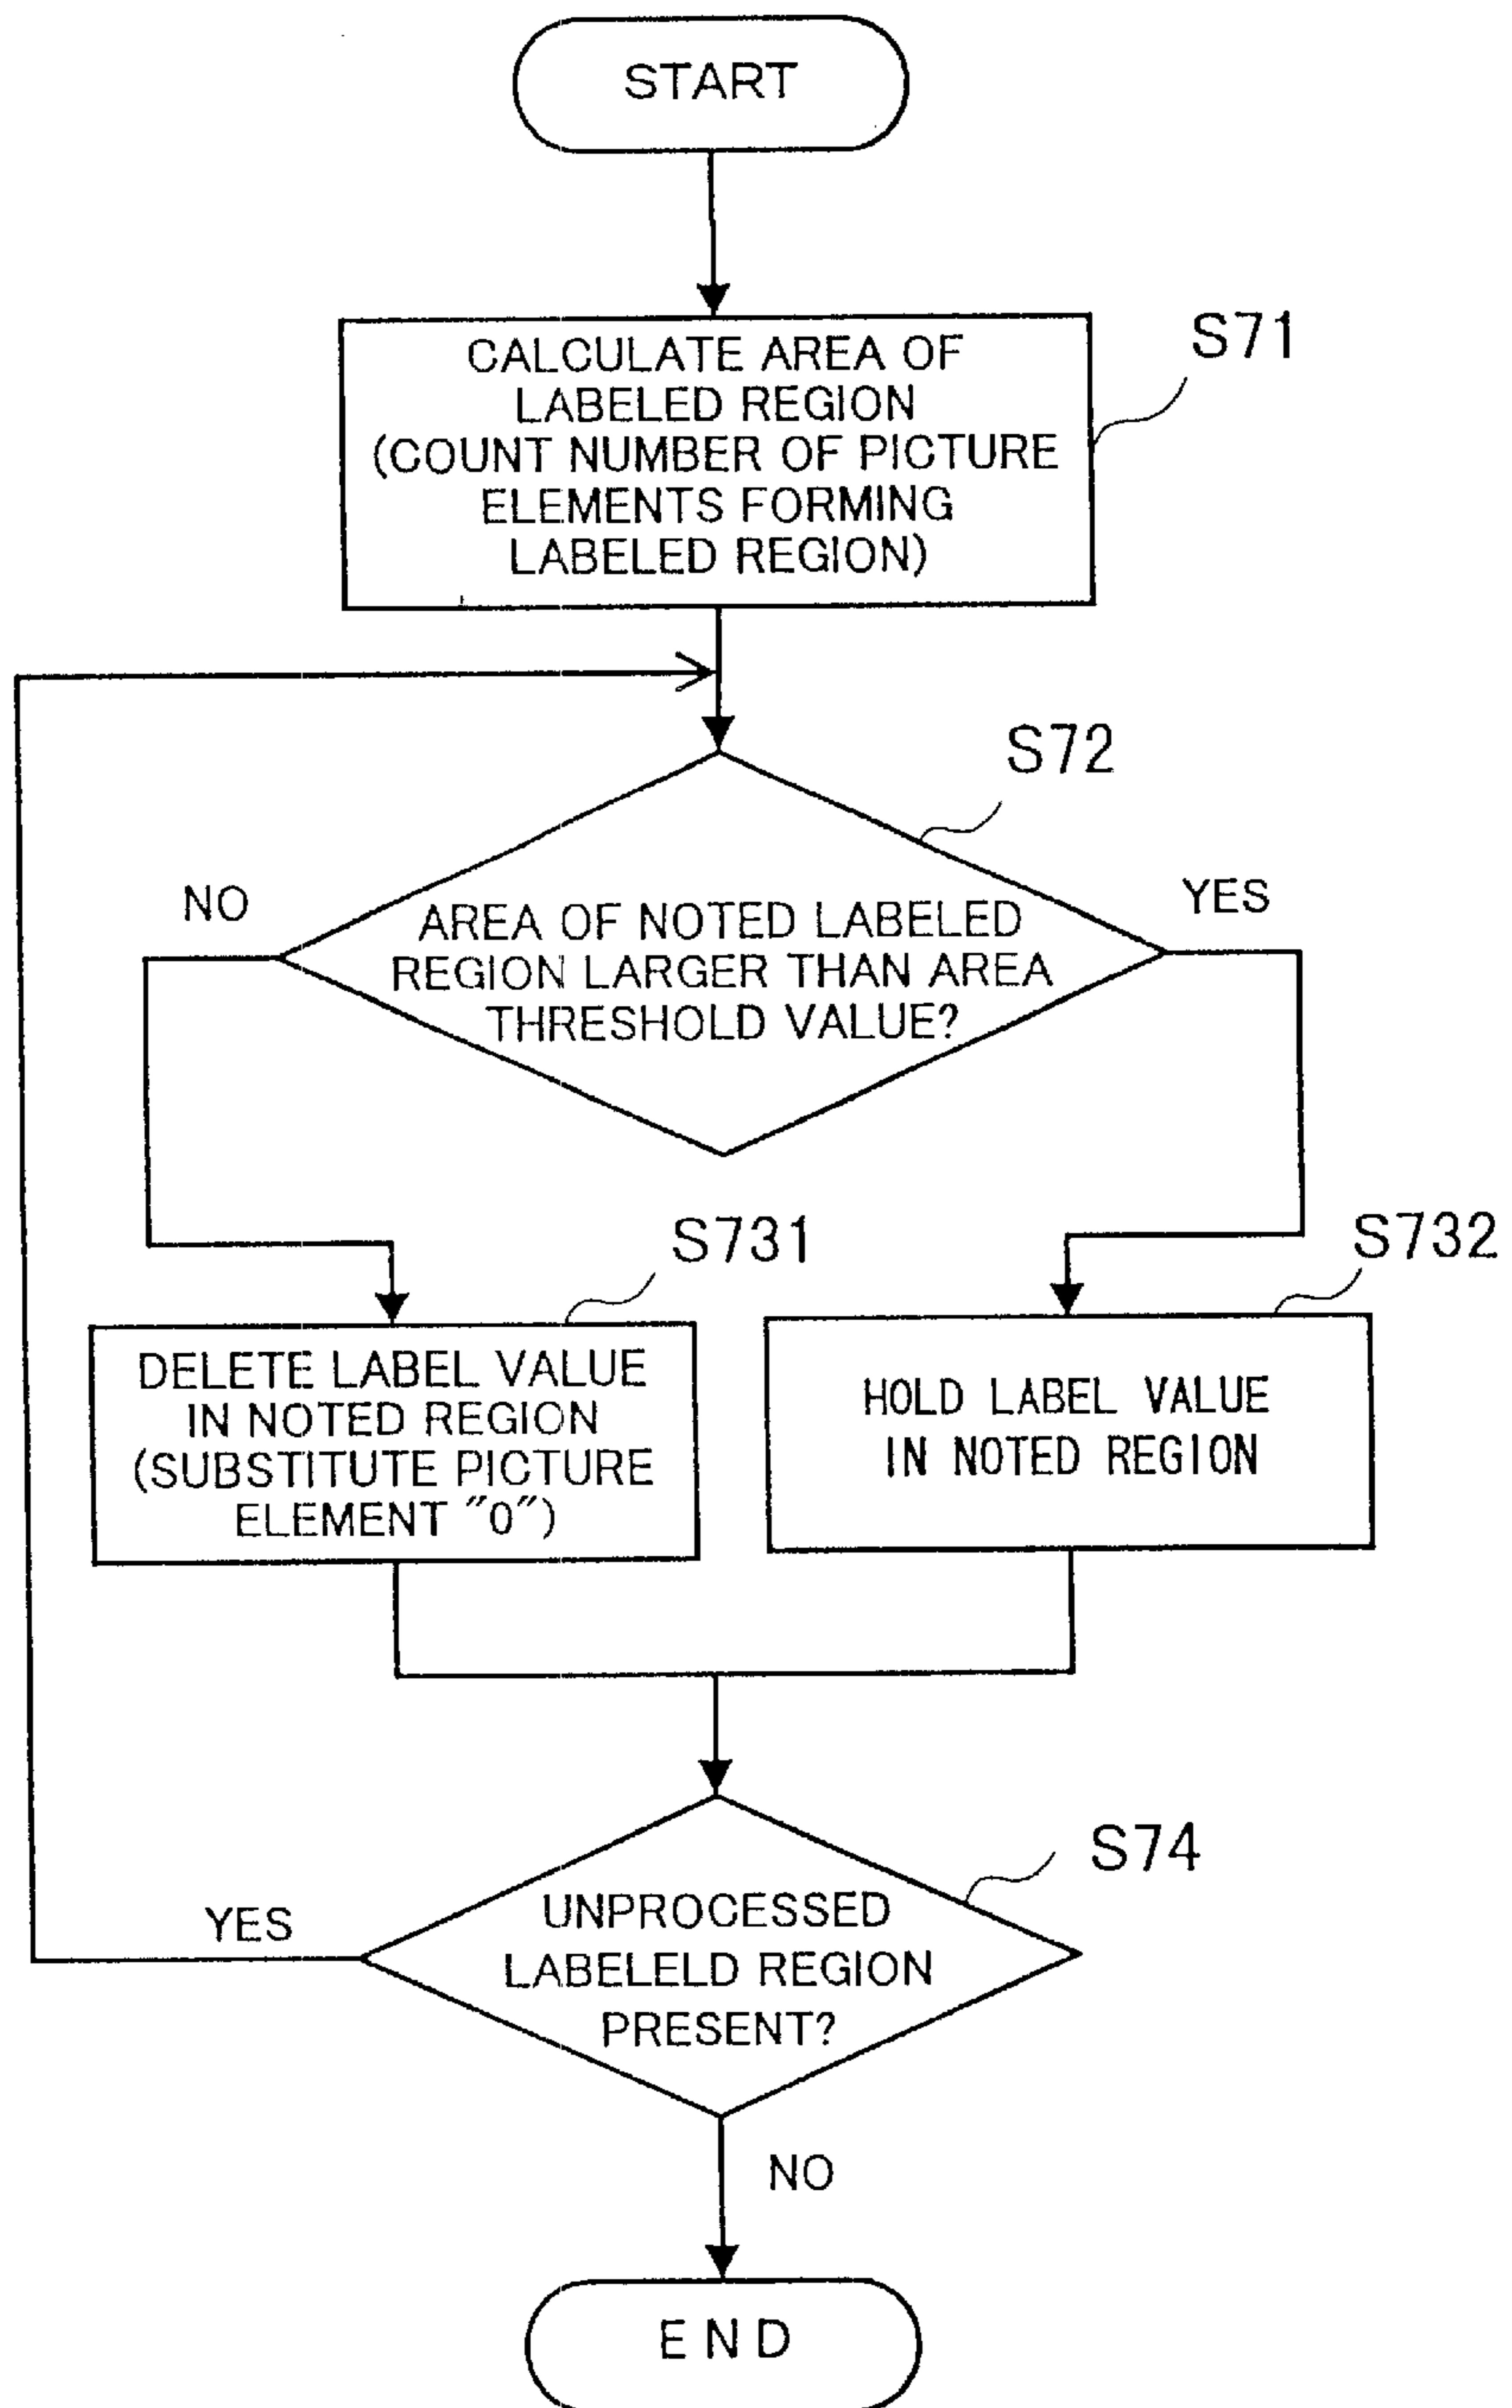 START
S71
CALCULATE AREA OF
LABELED REGION
(COUNT NUMBER OF PICTURE
ELEMENTS FORMING
LABELED REGION)
S72
NO
YES
AREA OF NOTED LABELED
REGION LARGER THAN AREA
THRESHOLD VALUE?
S731
S732
DELETE LABEL VALUE
IN NOTED REGION
(SUBSTITUTE PICTURE
ELEMENT "0")
HOLD LABEL VALUE
IN NOTED REGION
S74
YES
UNPROCESSED
LABELELD REGION
PRESENT?
NO
END